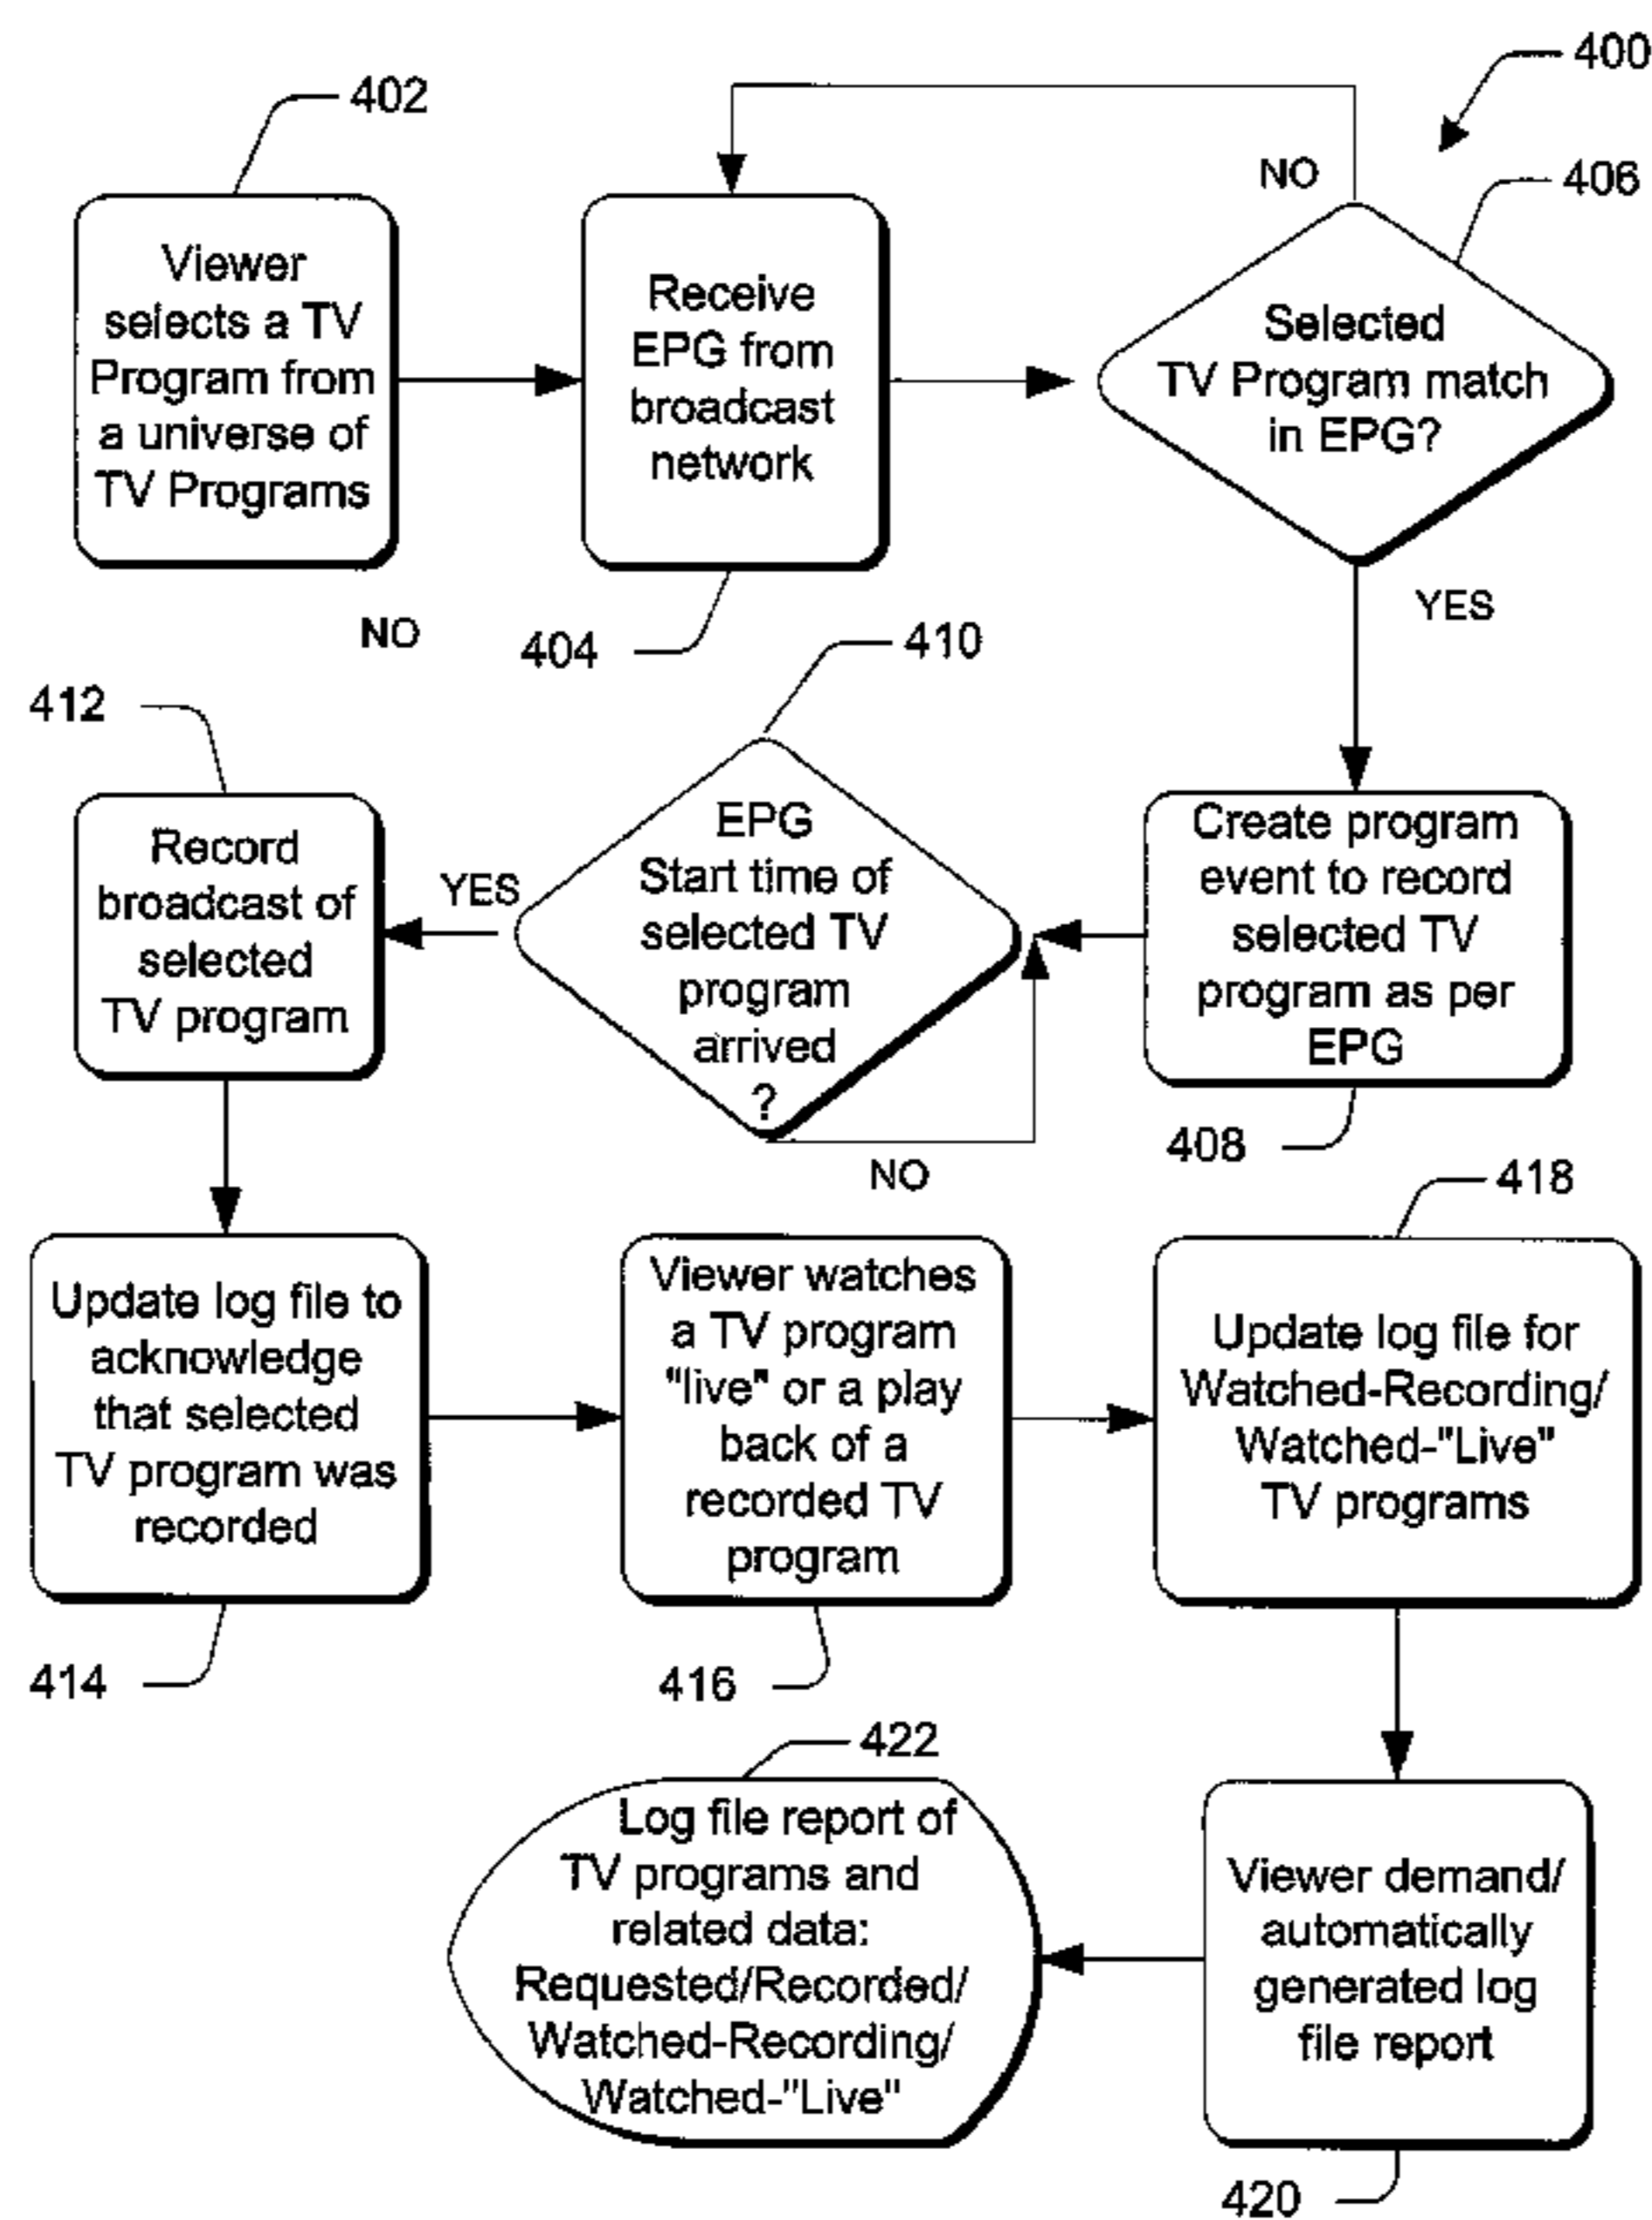 400
402
NO
406
Viewer
selects a TV
Program from
a universe of
TV Programs
Receive
EPG from
broadcast
network
Selected
TV Program match
in EPG?
NO
404
YES
410
412
Record
broadcast of
selected
TV program
YES
EPG
Start time of
selected TV
program
arrived
?
Create program
event to record
selected TV
program as per
EPG
408
NO
418
Update log file to
acknowledge
that selected
TV program was
recorded
Viewer watches
a TV program
"live" or a play
back of a
recorded TV
program
Update log file for
Watched-Recording/
Watched-"Live"
TV programs
414
416
422
Log file report of
TV programs and
related data:
Requested/Recorded/
Watched-Recording/
Watched-"Live"
Viewer demand/
automatically
generated log
file report
420